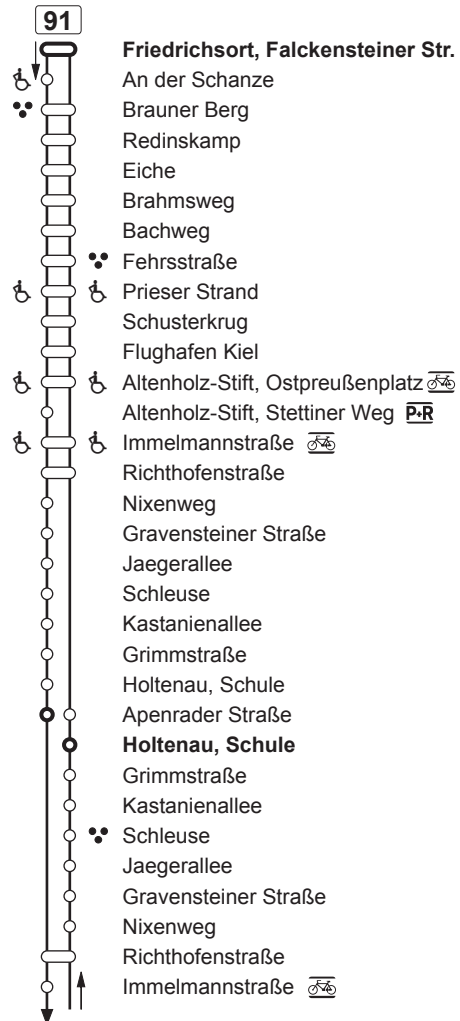 91
Friedrichsort, Falckensteiner Str.
An der Schanze
Brauner Berg
Redinskamp
Eiche
Brahmsweg
Bachweg
Fehrsstraße
Prieser Strand
Schusterkrug
Flughafen Kiel
Altenholz-Stift, Ostpreußenplatz
Altenholz-Stift, Stettiner Weg P+R
Immelmannstraße
Richthofenstraße
Nixenweg
Gravensteiner Straße
Jaegerallee
Schleuse
Kastanienallee
Grimmstraße
Holtenau, Schule
Apenrader Straße
Holtenau, Schule
Grimmstraße
Kastanienallee
Schleuse
Jaegerallee
Gravensteiner Straße
Nixenweg
Richthofenstraße
Immelmannstraße